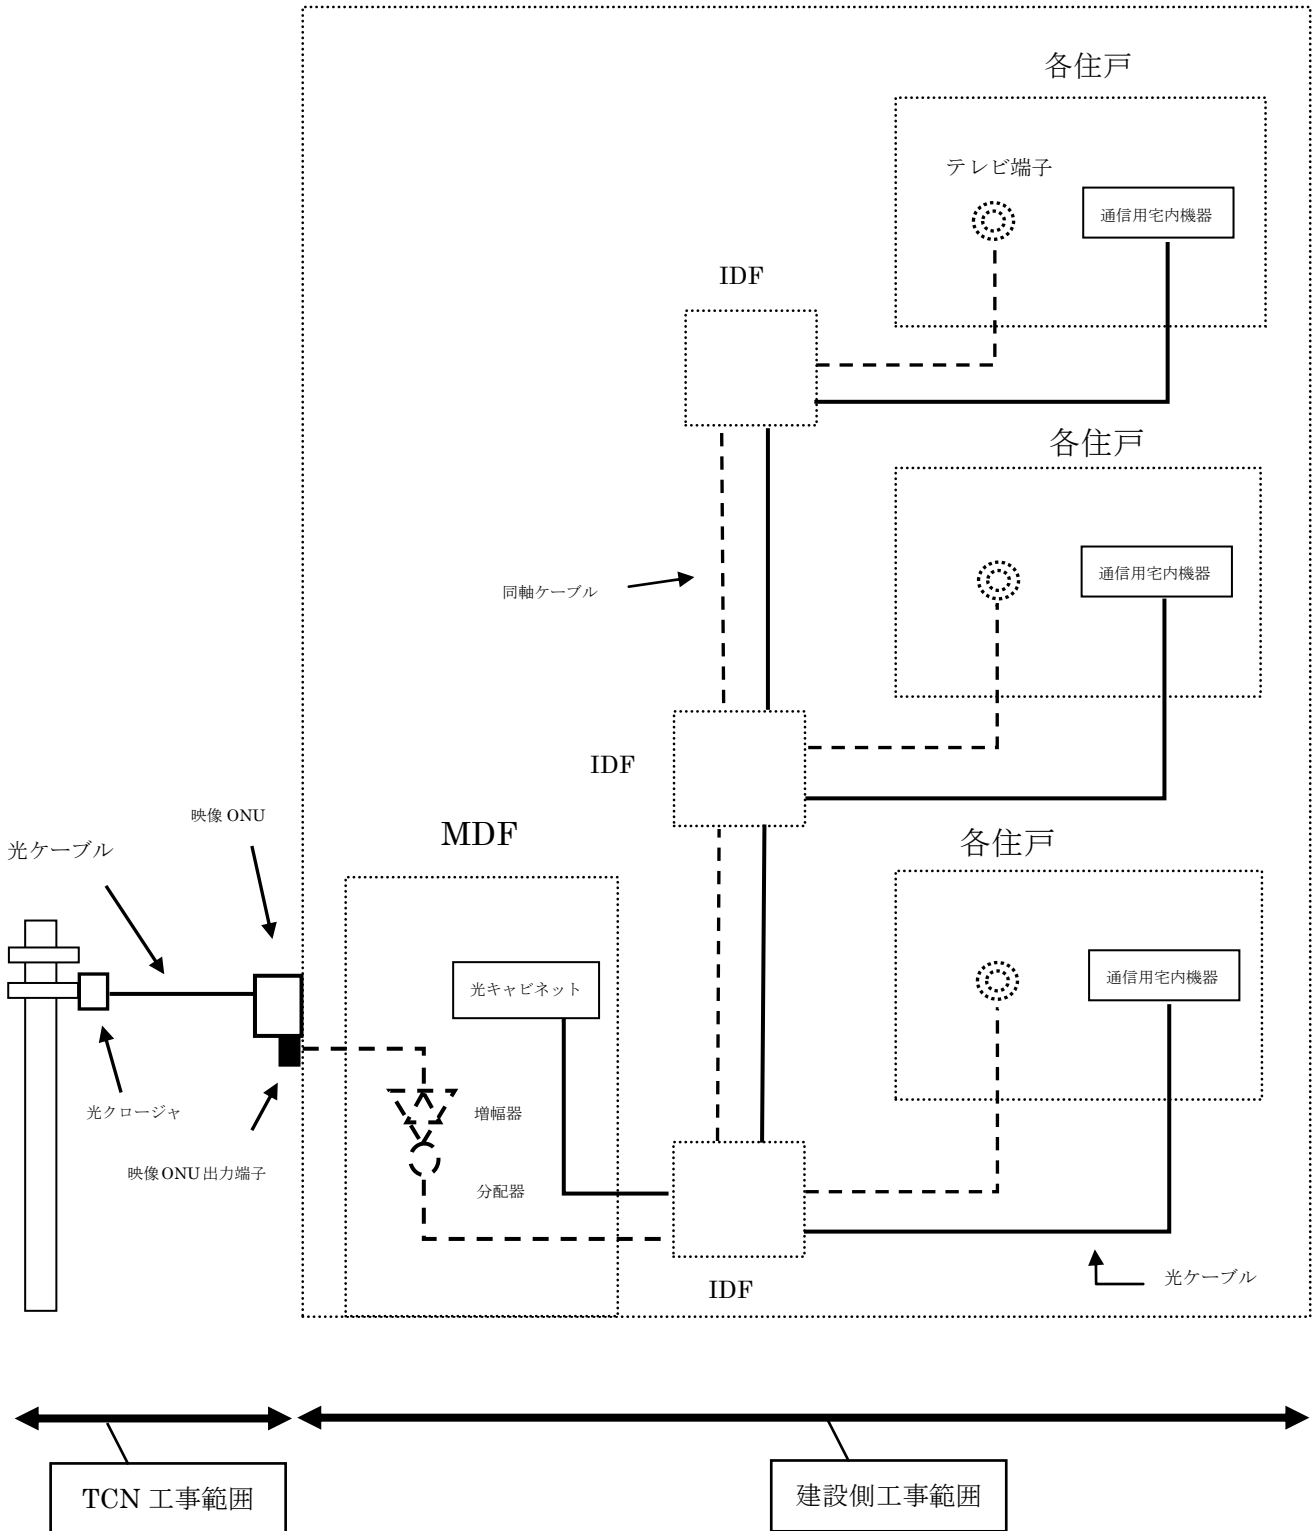 各住戸
テレビ端子
通信用宅内機器
IDF
各住戸
同軸ケーブル
通信用宅内機器
IDF
映像 ONU
MDF
光ケーブル
各住戸
光キャビネット
通信用宅内機器
光クロージャ
増幅器
映像ONU出力端子
分配器
IDF
光ケーブル
TCN 工事範囲
建設側工事範囲